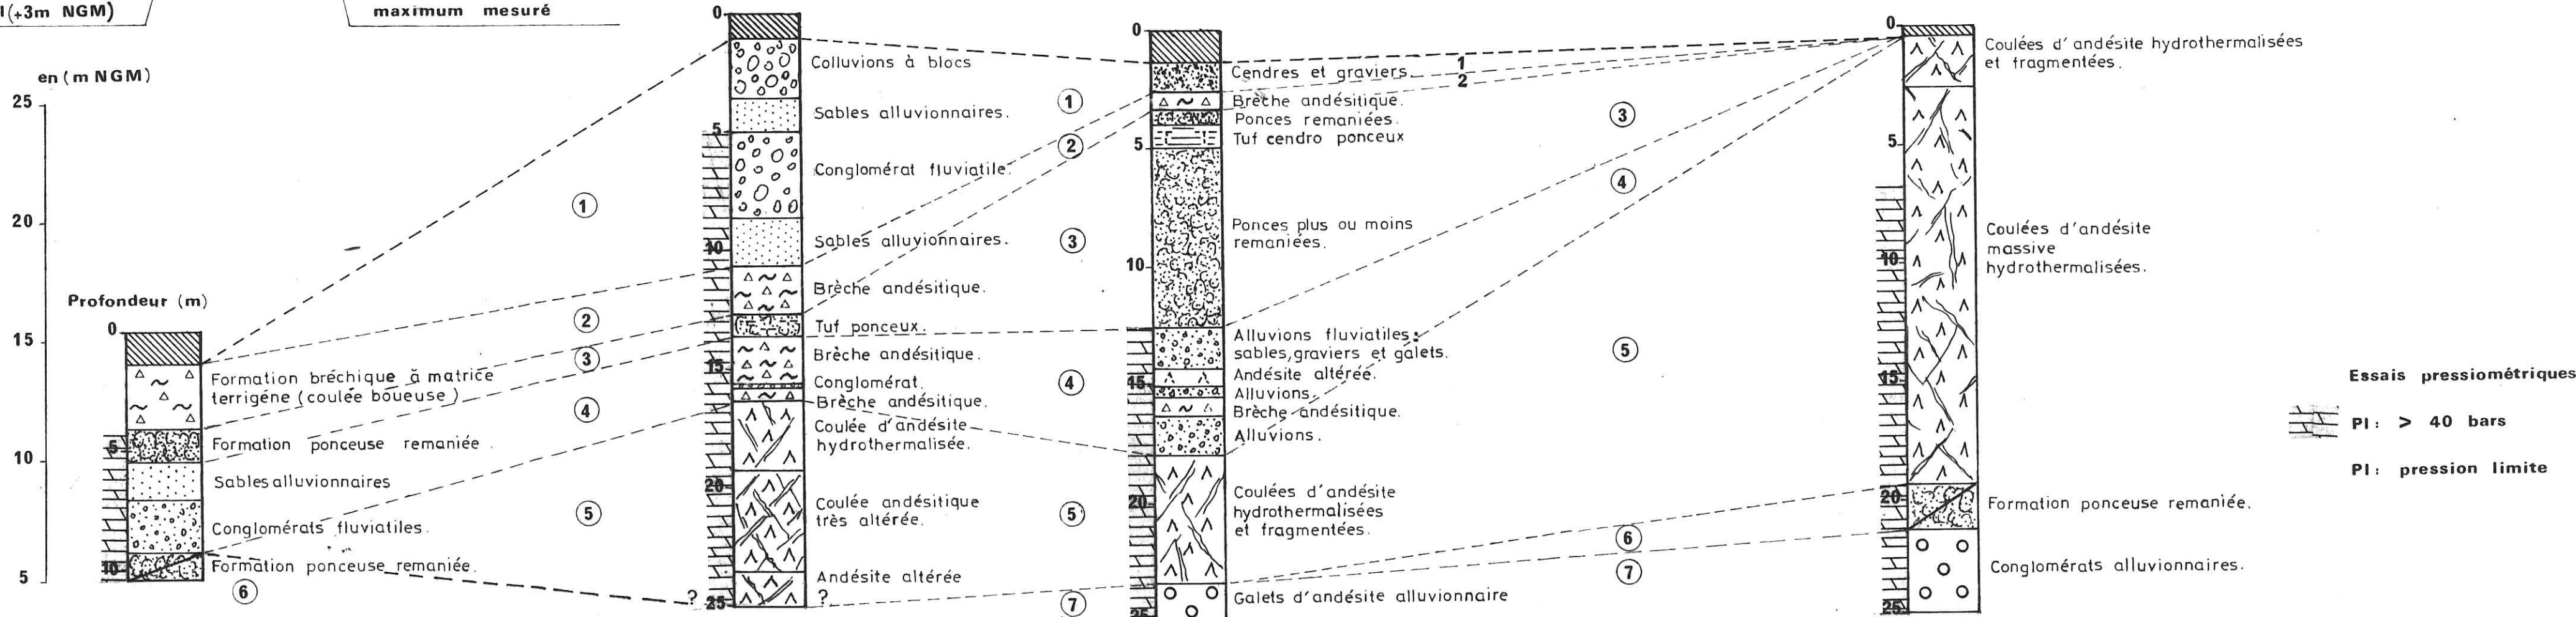 l(+3m NGM)
maximum mesuré
en (m NGM)
25
20
15
10
5
Profondeur (m)
0
5
10
Formation bréchique à matrice
terrigéne (coulée boueuse)
Formation ponceuse remaniée.
Sables alluvionnaires
Conglomérats fluviatiles.
Formation ponceuse remaniée.
1
2
3
4
5
6
0
5
10
15
20
25
?
?
Colluvions à blocs
Sables alluvionnaires.
Conglomérat fluviatile.
Sables alluvionnaires.
Brèche andésitique.
Tuf ponceux.
Brèche andésitique.
Conglomérat.
Brèche andésitique.
Coulée d'andésite
hydrothermalisée.
Coulée andésitique
très altérée.
Andésite altérée
1
2
3
4
5
7
0
5
10
15
20
25
Cendres et graviers.
Brèche andésitique.
Ponces remaniées.
Tuf cendro ponceux
Ponces plus ou moins
remaniées.
Alluvions fluviatiles:
sables,graviers et galets.
Andésite altérée.
Alluvions.
Brèche andésitique.
Alluvions.
Coulées d'andésite
hydrothermalisées
et fragmentées.
Galets d'andésite alluvionnaire
1
2
3
4
5
6
7
0
5
10
15
20
25
Coulées d'andésite hydrothermalisées
et fragmentées.
Coulées d'andésite
massive
hydrothermalisées.
Formation ponceuse remaniée.
Conglomérats alluvionnaires.
Essais pressiométriques
Pl: > 40 bars
Pl: pression limite